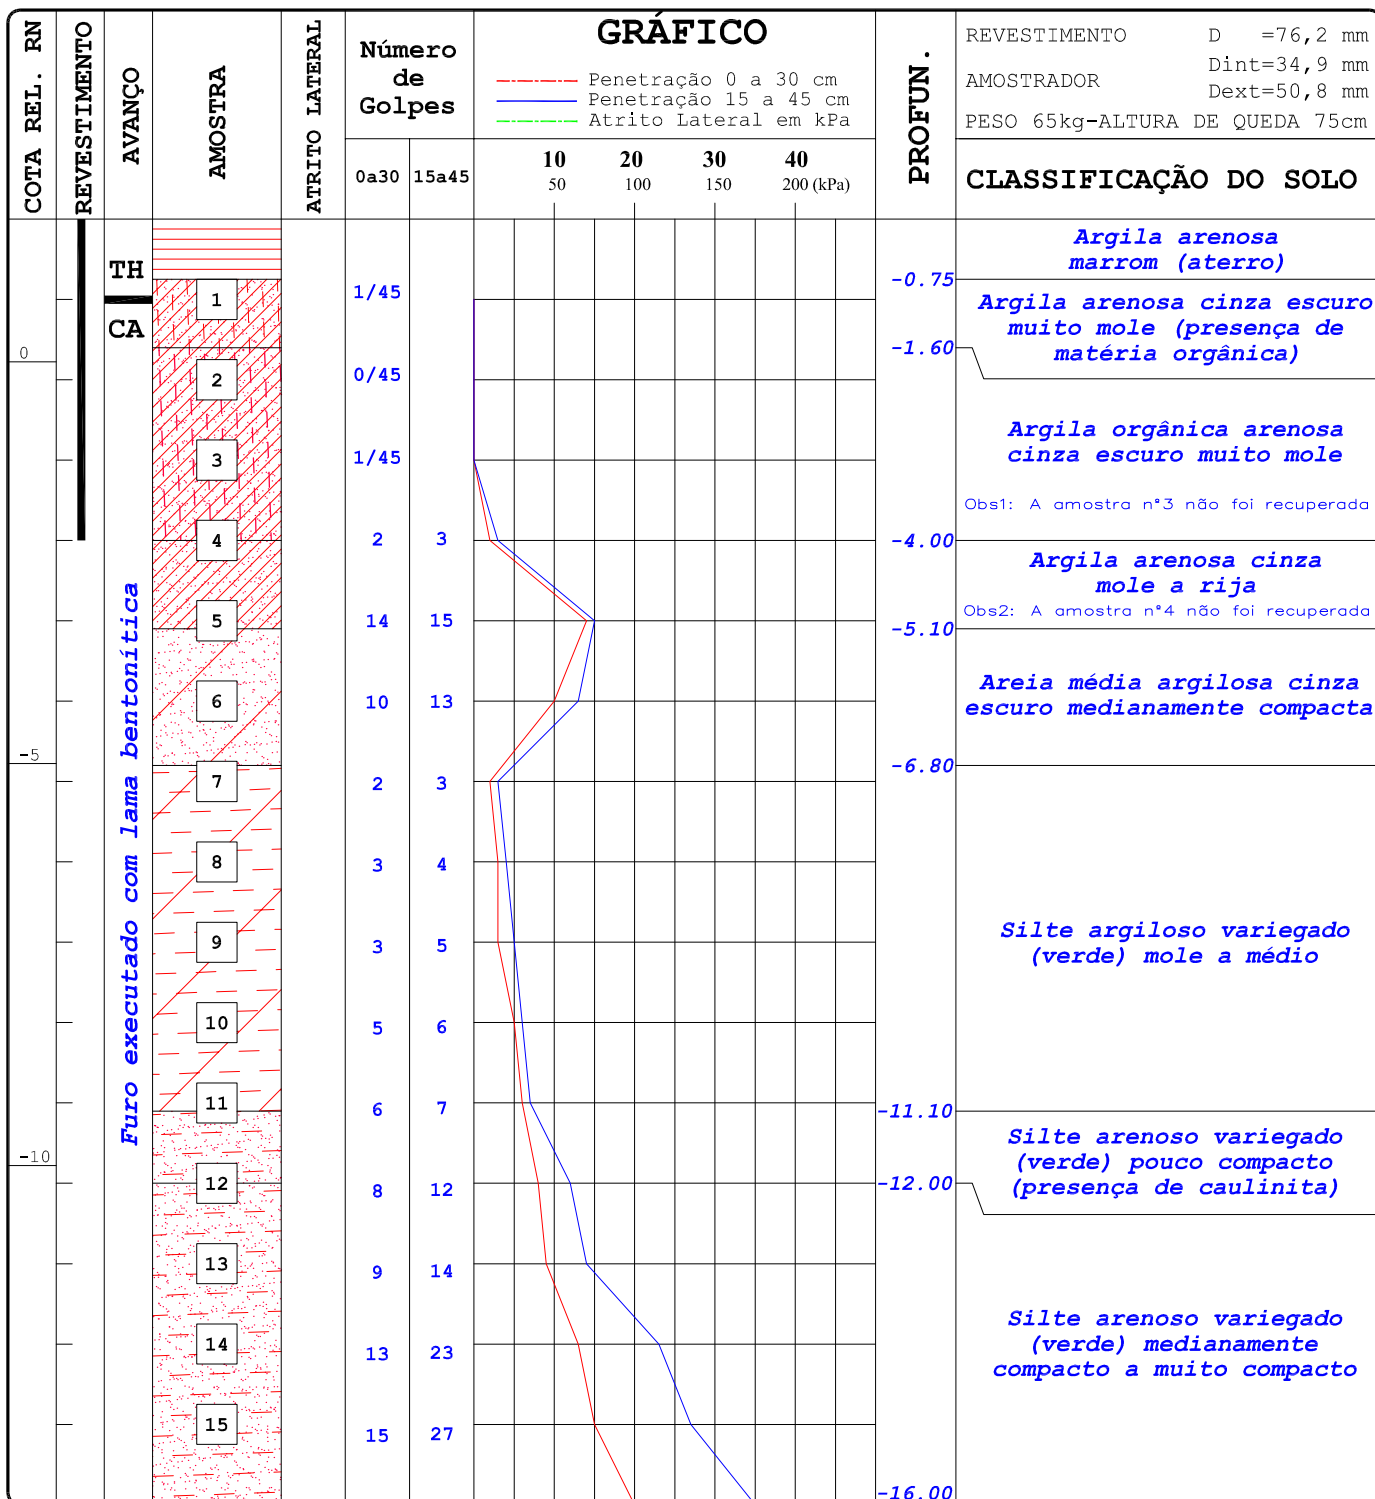 COTA REL. RN
REVESTIMENTO
AVANÇO
AMOSTRA
ATRITO LATERAL
Número
de
Golpes
0a30 15a45
GRÁFICO
Penetração 0 a 30 cm
Penetração 15 a 45 cm
Atrito Lateral em kPa
10 20 30 40
50 100 150 200 (kPa)
PROFUN.
REVESTIMENTO D =76,2 mm
Dint=34,9 mm
AMOSTRADOR
Dext=50,8 mm
PESO 65kg-ALTURA DE QUEDA 75cm
CLASSIFICAÇÃO DO SOLO
Argila arenosa
marrom (aterro)
TH
-0.75
1/45
1
Argila arenosa cinza escuro
muito mole (presença de
matéria orgânica)
CA
-1.60
0
2
0/45
Argila orgânica arenosa
cinza escuro muito mole
3
1/45
Obs1: A amostra n°3 não foi recuperada
4
2 3
-4.00
Argila arenosa cinza
mole a rija
Obs2: A amostra n°4 não foi recuperada
5
14 15
-5.10
Furo executado com lama bentonítica
Areia média argilosa cinza
escuro medianamente compacta
6
10 13
-5
-6.80
7
2 3
8
3 4
Silte argiloso variegado
(verde) mole a médio
9
3 5
10
5 6
11
6 7
-11.10
Silte arenoso variegado
(verde) pouco compacto
(presença de caulinita)
-10
12
8 12
-12.00
13
9 14
Silte arenoso variegado
(verde) medianamente
compacto a muito compacto
14
13 23
15
15 27
-16.00